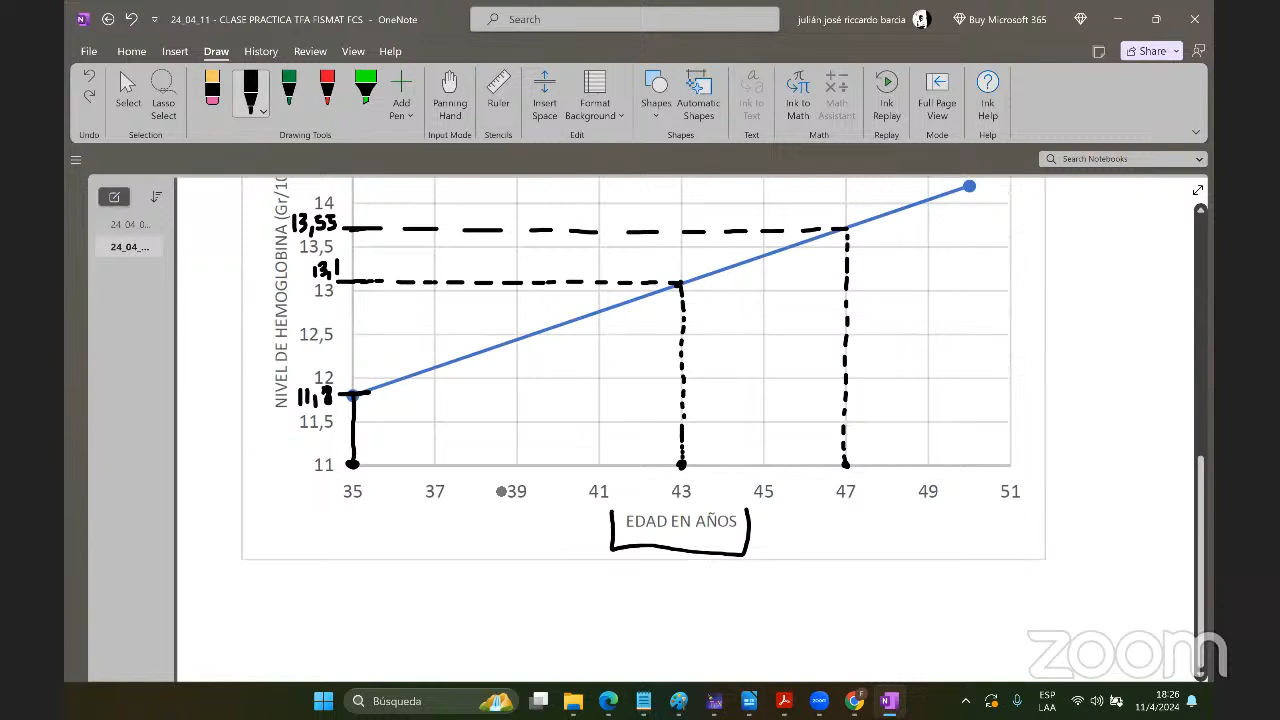 24_04_11 - CLASE PRACTICA TFA FISMAT FCS - OneNote
Search
julián josé riccardo barcia
Buy Microsoft 365
File Home Insert Draw History Review View Help
Share
Select
Lasso Select
Add Pen
Panning Hand
Ruler
Insert Space
Format Background
Shapes
Automatic Shapes
Ink to Text
Ink to Math
Math Assistant
Ink Replay
Full Page View
Ink Help
Undo Selection Drawing Tools Input Mode Stencils Edit Shapes Text Math Replay Mode Help
Search Notebooks
24_04_0...
24_04_...
NIVEL DE HEMOGLOBINA (Gr/10
14
13,55
13,5
13,1
13
12,5
12
11,8
11,5
11
35 37 39 41 43 45 47 49 51
EDAD EN AÑOS
zoom
Búsqueda
ESP
LAA
18:26
11/4/2024